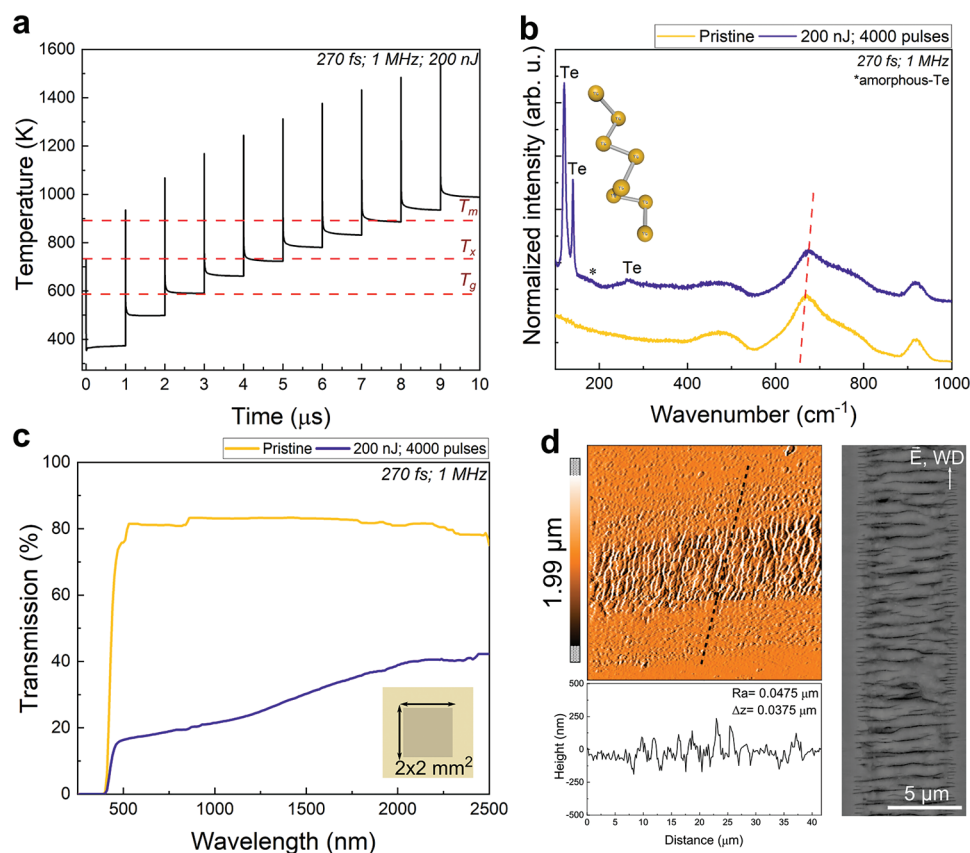 a
270 fs; 1 MHz; 200 nJ
Temperature (K)
1600
1400
1200
1000
800
600
400
Tm
Tx
Tg
0 1 2 3 4 5 6 7 8 9 10
Time (μs)
b
Pristine 200 nJ; 4000 pulses
270 fs; 1 MHz
*amorphous-Te
Normalized intensity (arb. u.)
Te
Te
*
Te
200 400 600 800 1000
Wavenumber (cm⁻¹)
c
Pristine 200 nJ; 4000 pulses
270 fs; 1 MHz
Transmission (%)
100
80
60
40
20
0
2x2 mm²
500 1000 1500 2000 2500
Wavelength (nm)
d
1.99 μm
Ē, WD
5 μm
Ra= 0.0475 μm
Δz= 0.0375 μm
Height (nm)
500
250
0
-250
-500
0 5 10 15 20 25 30 35 40
Distance (μm)